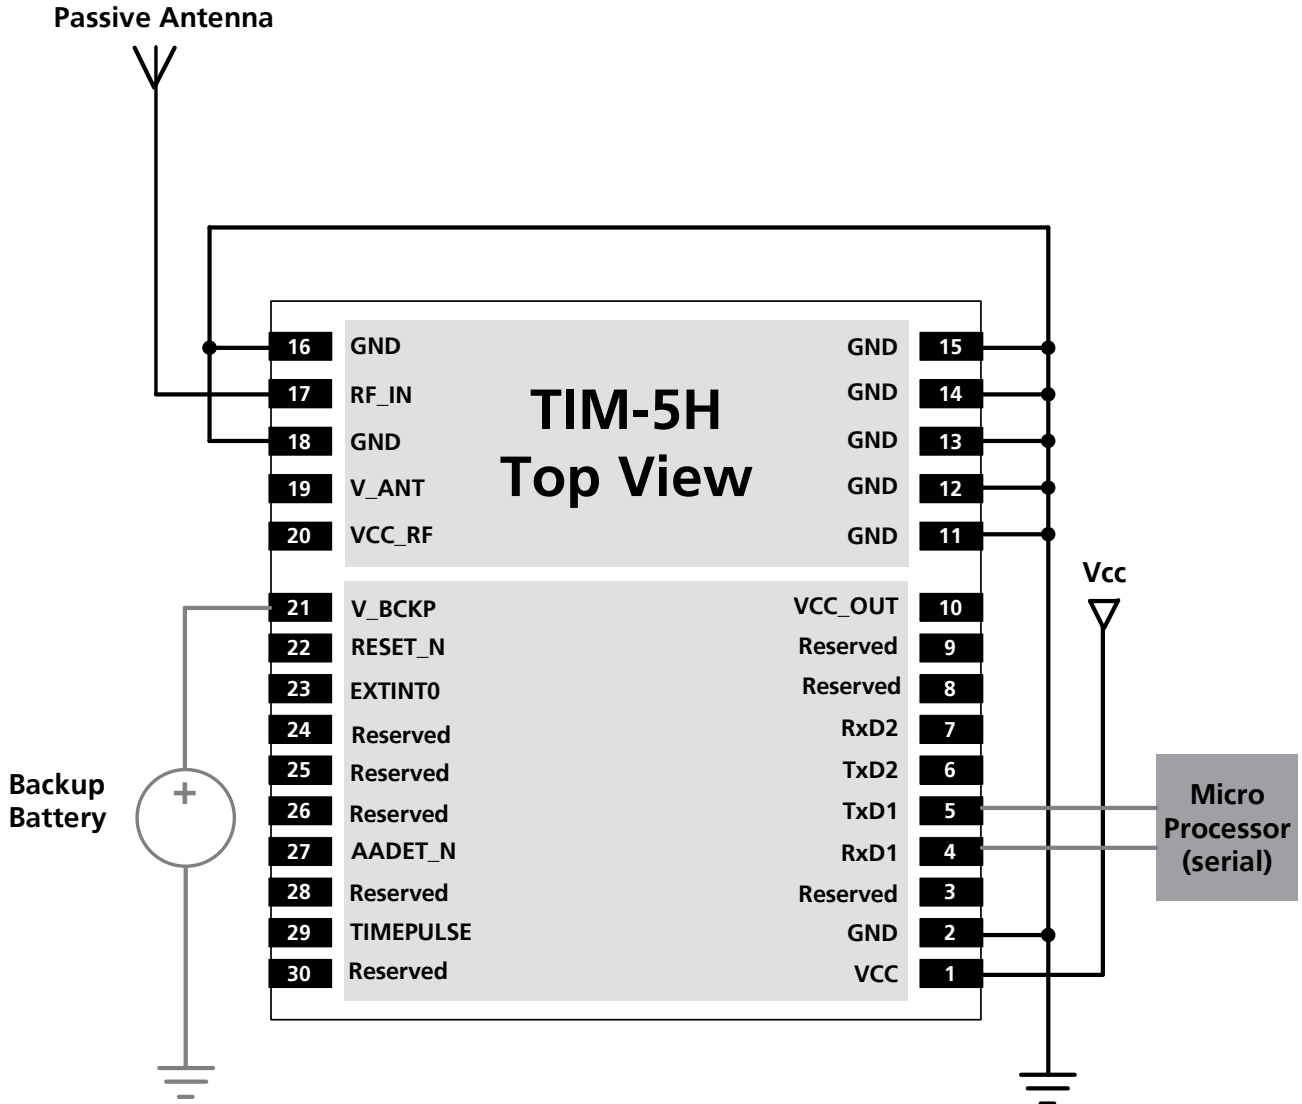 Passive Antenna
16 GND GND 15
17 RF_IN GND 14
TIM-5H
18 GND GND 13
Top View
19 V_ANT GND 12
20 VCC_RF GND 11
Vcc
21 V_BCKP VCC_OUT 10
22 RESET_N Reserved 9
23 EXTINT0 Reserved 8
24 Reserved RxD2 7
25 Reserved TxD2 6
Backup
Battery
+
26 Reserved TxD1 5
27 AADET_N RxD1 4
Micro
Processor
(serial)
28 Reserved Reserved 3
29 TIMEPULSE GND 2
30 Reserved VCC 1